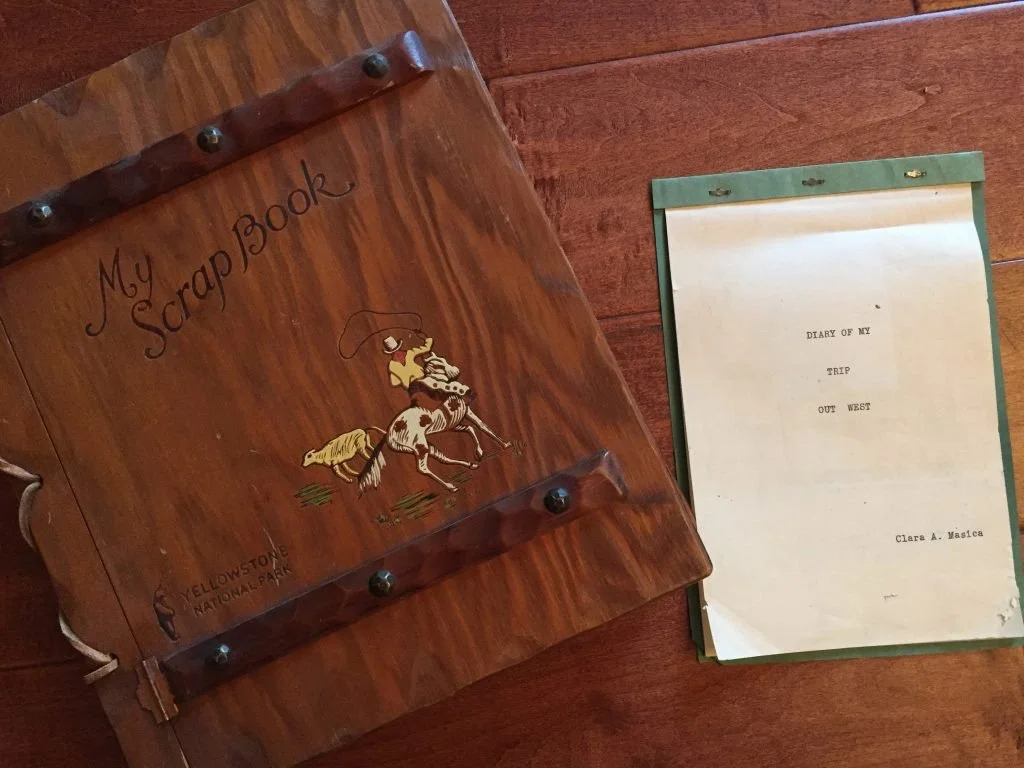 My
Scrap Book
YELLOWSTONE
NATIONAL PARK
DIARY OF MY
TRIP
OUT WEST
Clara A. Masica